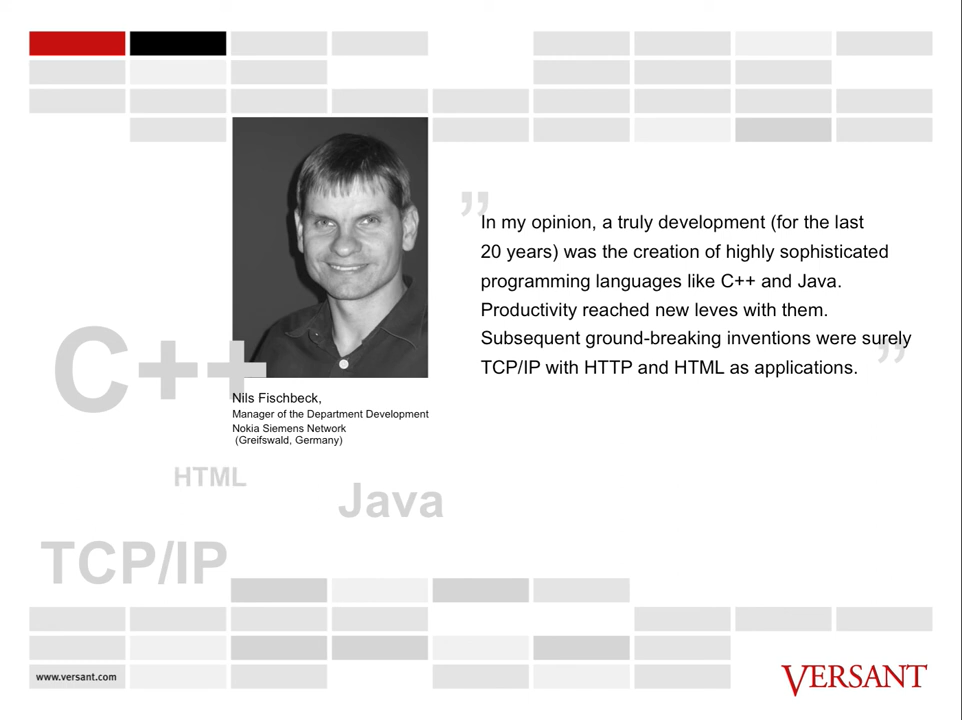 ”
In my opinion, a truly development (for the last
20 years) was the creation of highly sophisticated
programming languages like C++ and Java.
Productivity reached new leves with them.
Subsequent ground-breaking inventions were surely
TCP/IP with HTTP and HTML as applications.
”
C++
Nils Fischbeck,
Manager of the Department Development
Nokia Siemens Network
(Greifswald, Germany)
HTML
Java
TCP/IP
www.versant.com
VERSANT